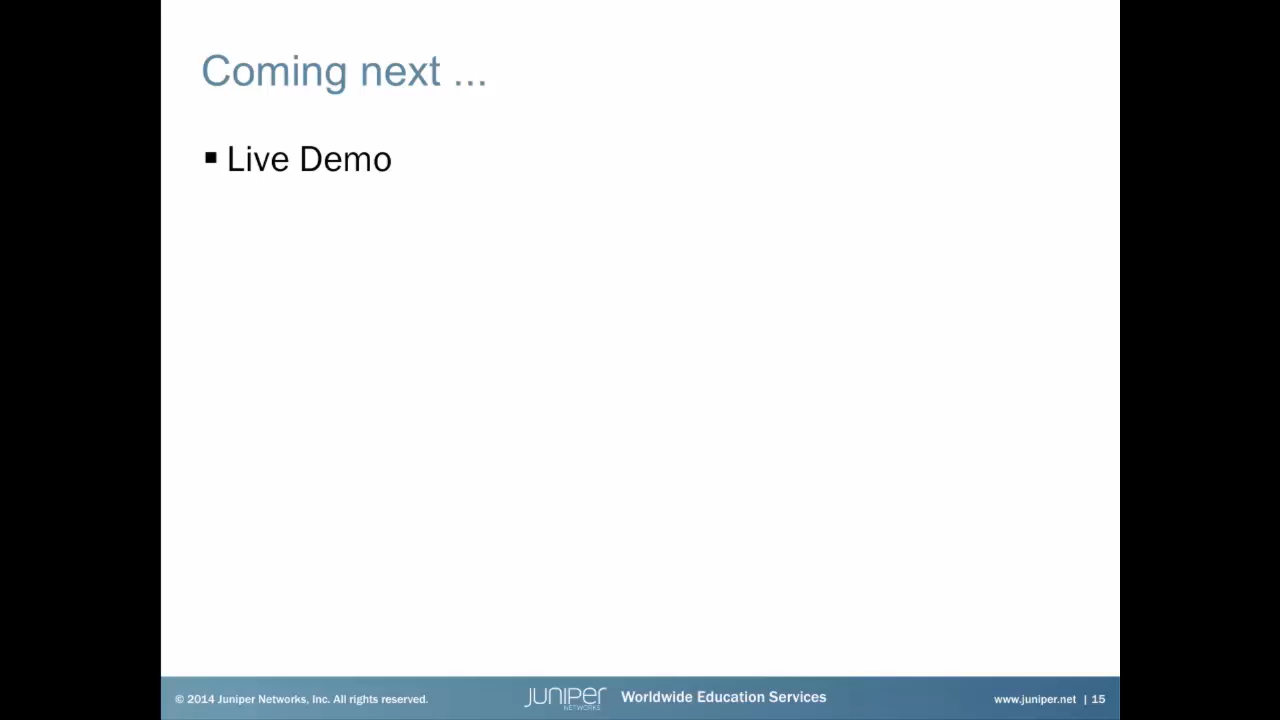 Coming next ...
▪ Live Demo
© 2014 Juniper Networks, Inc. All rights reserved.
JUNIPER
NETWORKS
Worldwide Education Services
www.juniper.net | 15